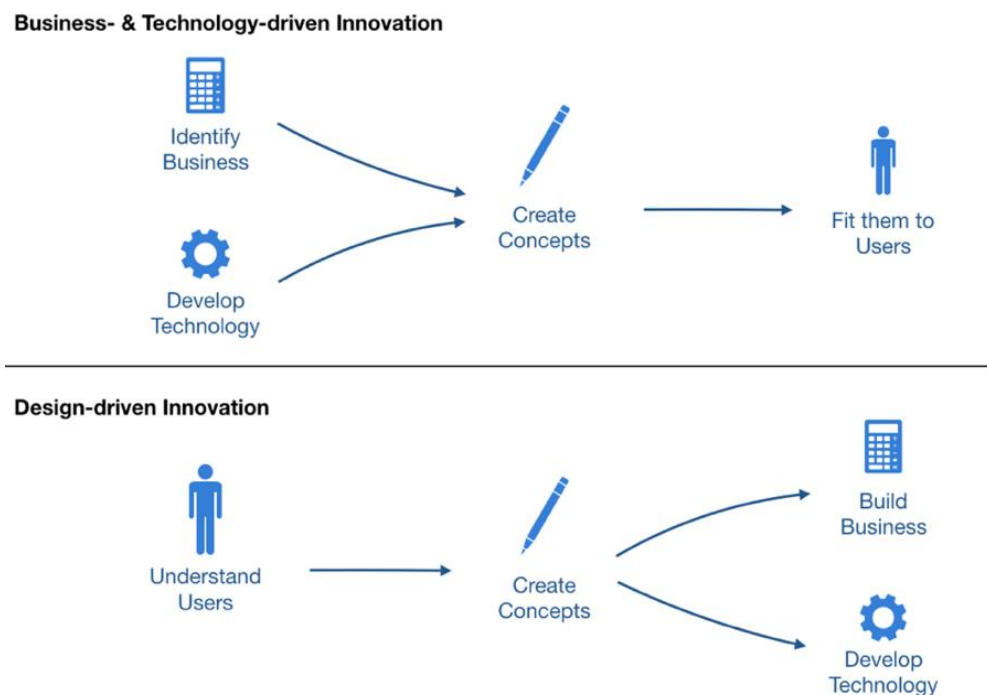 Business- & Technology-driven Innovation
Identify
Business
Develop
Technology
Create
Concepts
Fit them to
Users
Design-driven Innovation
Understand
Users
Create
Concepts
Build
Business
Develop
Technology